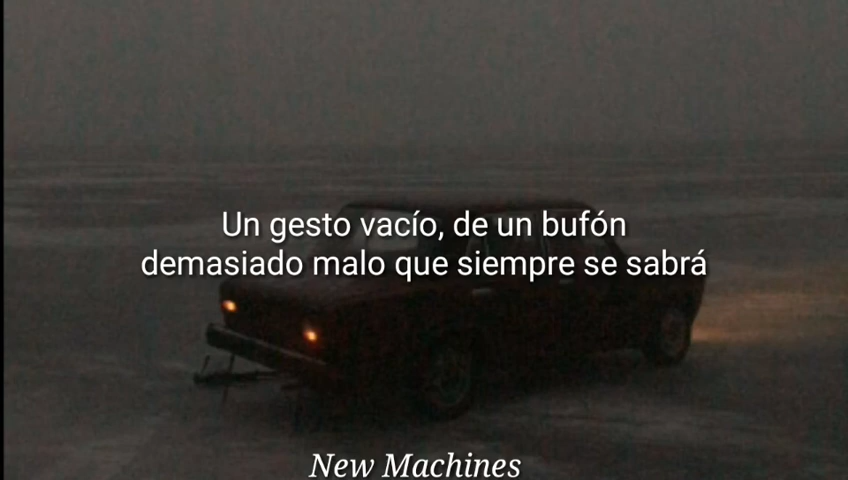 Un gesto vacío, de un bufón
demasiado malo que siempre se sabrá
New Machines